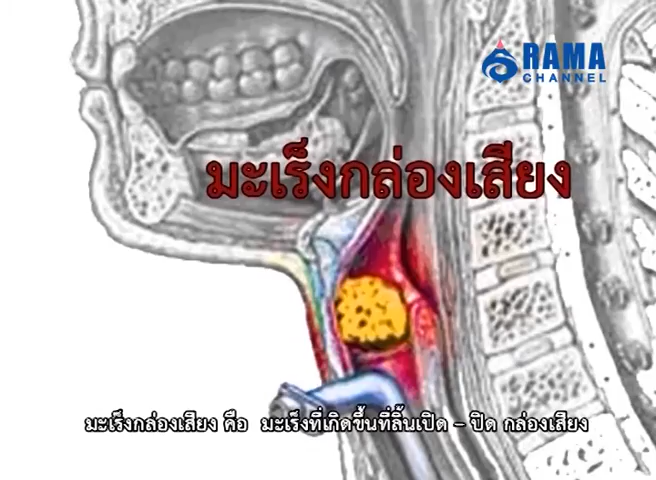 RAMA
CHANNEL
มะเร็งกล่องเสียง
มะเร็งกล่องเสียง คือ มะเร็งที่เกิดขึ้นที่ลิ้นเปิด – ปิด กล่องเสียง